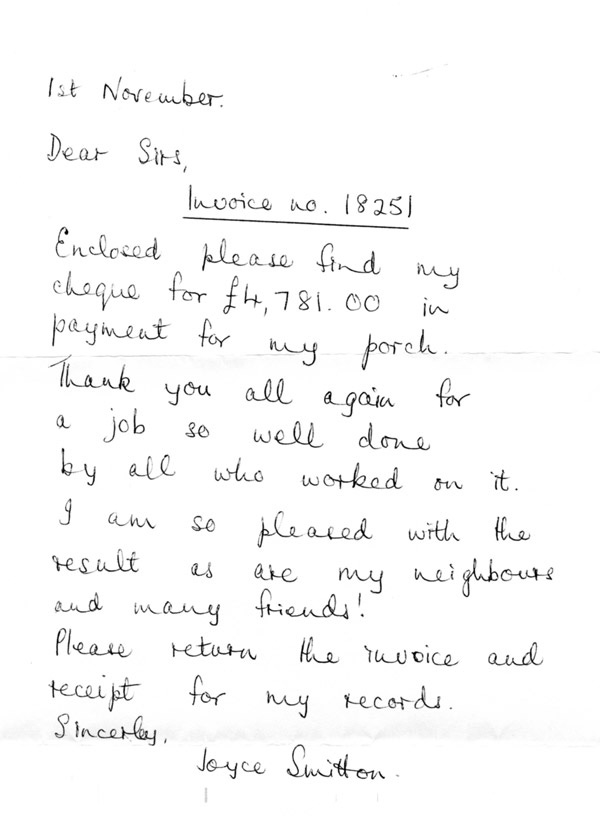 1st November.
Dear Sirs,
Invoice no. 18251
Enclosed please find my
cheque for £4,781.00 in
payment for my porch.
Thank you all again for
a job so well done
by all who worked on it.
I am so pleased with the
result as are my neighbours
and many friends!
Please return the invoice and
receipt for my records.
Sincerley,
Joyce Smitton.